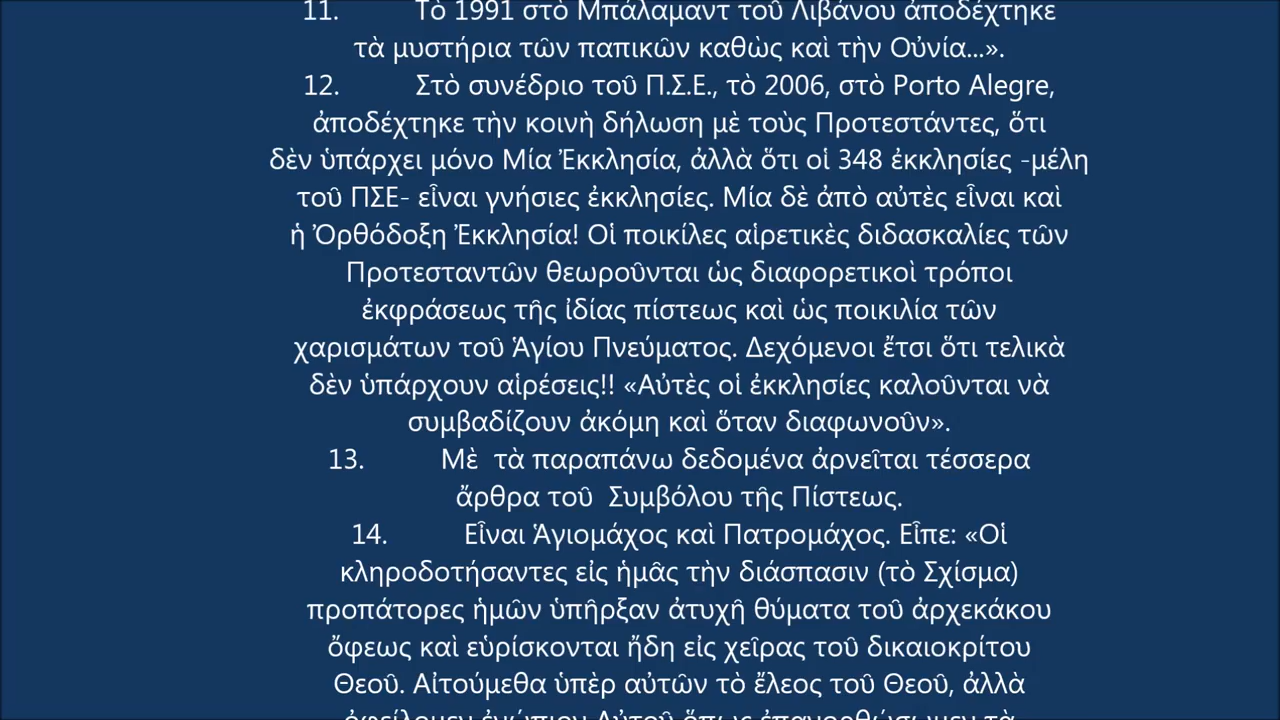 11. Τὸ 1991 στὸ Μπάλαμαντ τοῦ Λιβάνου ἀποδέχτηκε
τὰ μυστήρια τῶν παπικῶν καθὼς καὶ τὴν Οὐνία...».
12. Στὸ συνέδριο τοῦ Π.Σ.Ε., τὸ 2006, στὸ Porto Alegre,
ἀποδέχτηκε τὴν κοινὴ δήλωση μὲ τοὺς Προτεστάντες, ὅτι
δὲν ὑπάρχει μόνο Μία Ἐκκλησία, ἀλλὰ ὅτι οἱ 348 ἐκκλησίες -μέλη
τοῦ ΠΣΕ- εἶναι γνήσιες ἐκκλησίες. Μία δὲ ἀπὸ αὐτὲς εἶναι καὶ
ἡ Ὀρθόδοξη Ἐκκλησία! Οἱ ποικίλες αἱρετικὲς διδασκαλίες τῶν
Προτεσταντῶν θεωροῦνται ὡς διαφορετικοὶ τρόποι
ἐκφράσεως τῆς ἰδίας πίστεως καὶ ὡς ποικιλία τῶν
χαρισμάτων τοῦ Ἁγίου Πνεύματος. Δεχόμενοι ἔτσι ὅτι τελικὰ
δὲν ὑπάρχουν αἱρέσεις!! «Αὐτὲς οἱ ἐκκλησίες καλοῦνται νὰ
συμβαδίζουν ἀκόμη καὶ ὅταν διαφωνοῦν».
13. Μὲ τὰ παραπάνω δεδομένα ἀρνεῖται τέσσερα
ἄρθρα τοῦ Συμβόλου τῆς Πίστεως.
14. Εἶναι Ἁγιομάχος καὶ Πατρομάχος. Εἶπε: «Οἱ
κληροδοτήσαντες εἰς ἡμᾶς τὴν διάσπασιν (τὸ Σχίσμα)
προπάτορες ἡμῶν ὑπῆρξαν ἀτυχῆ θύματα τοῦ ἀρχεκάκου
ὄφεως καὶ εὑρίσκονται ἤδη εἰς χεῖρας τοῦ δικαιοκρίτου
Θεοῦ. Αἰτούμεθα ὑπὲρ αὐτῶν τὸ ἔλεος τοῦ Θεοῦ, ἀλλὰ